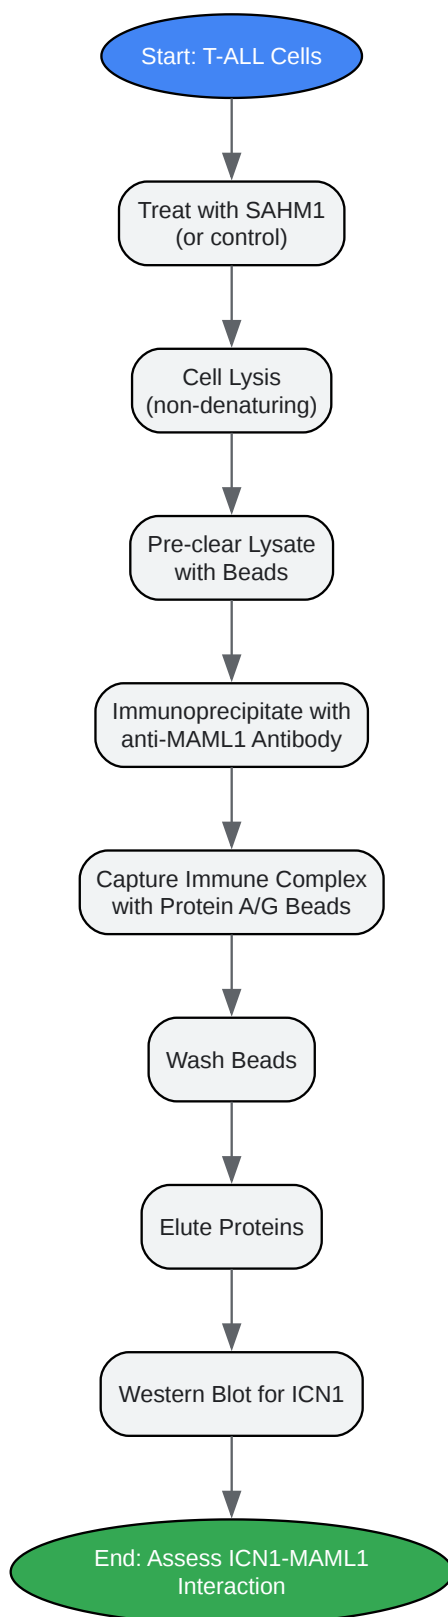 Start: T-ALL Cells
Treat with SAHM1
(or control)
Cell Lysis
(non-denaturing)
Pre-clear Lysate
with Beads
Immunoprecipitate with
anti-MAML1 Antibody
Capture Immune Complex
with Protein A/G Beads
Wash Beads
Elute Proteins
Western Blot for ICN1
End: Assess ICN1-MAML1
Interaction